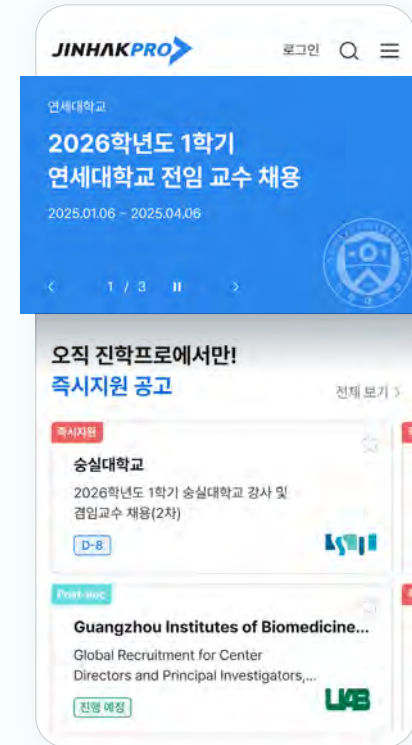 JINHAKPRO
로그인
연세대학교
2026학년도 1학기
연세대학교 전임 교수 채용
2025.01.06 - 2025.04.06
1 / 3
오직 진학프로에서만!
즉시지원 공고
전체 보기
즉시지원
숭실대학교
2026학년도 1학기 숭실대학교 강사 및
겸임교수 채용(2차)
D-8
Post-doc
Guangzhou Institutes of Biomedicine...
Global Recruitment for Center
Directors and Principal Investigators,...
진행 예정
UAB